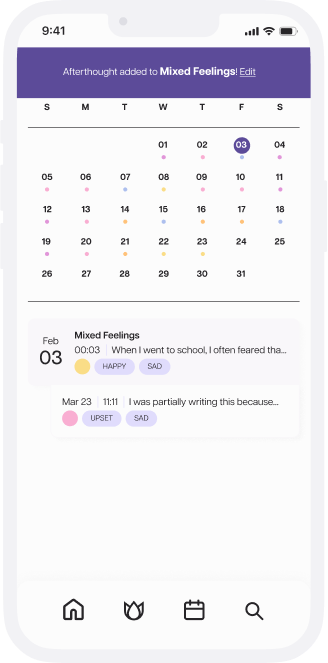 9:41
Afterthought added to Mixed Feelings! Edit
S M T W T F S
01 02 03 04
05 06 07 08 09 10 11
12 13 14 15 16 17 18
19 20 21 22 23 24 25
26 27 28 29 30 31
Mixed Feelings
Feb
03
00:03 When I went to school, I often feared tha...
HAPPY SAD
Mar 23 11:11 I was partially writing this because...
UPSET SAD